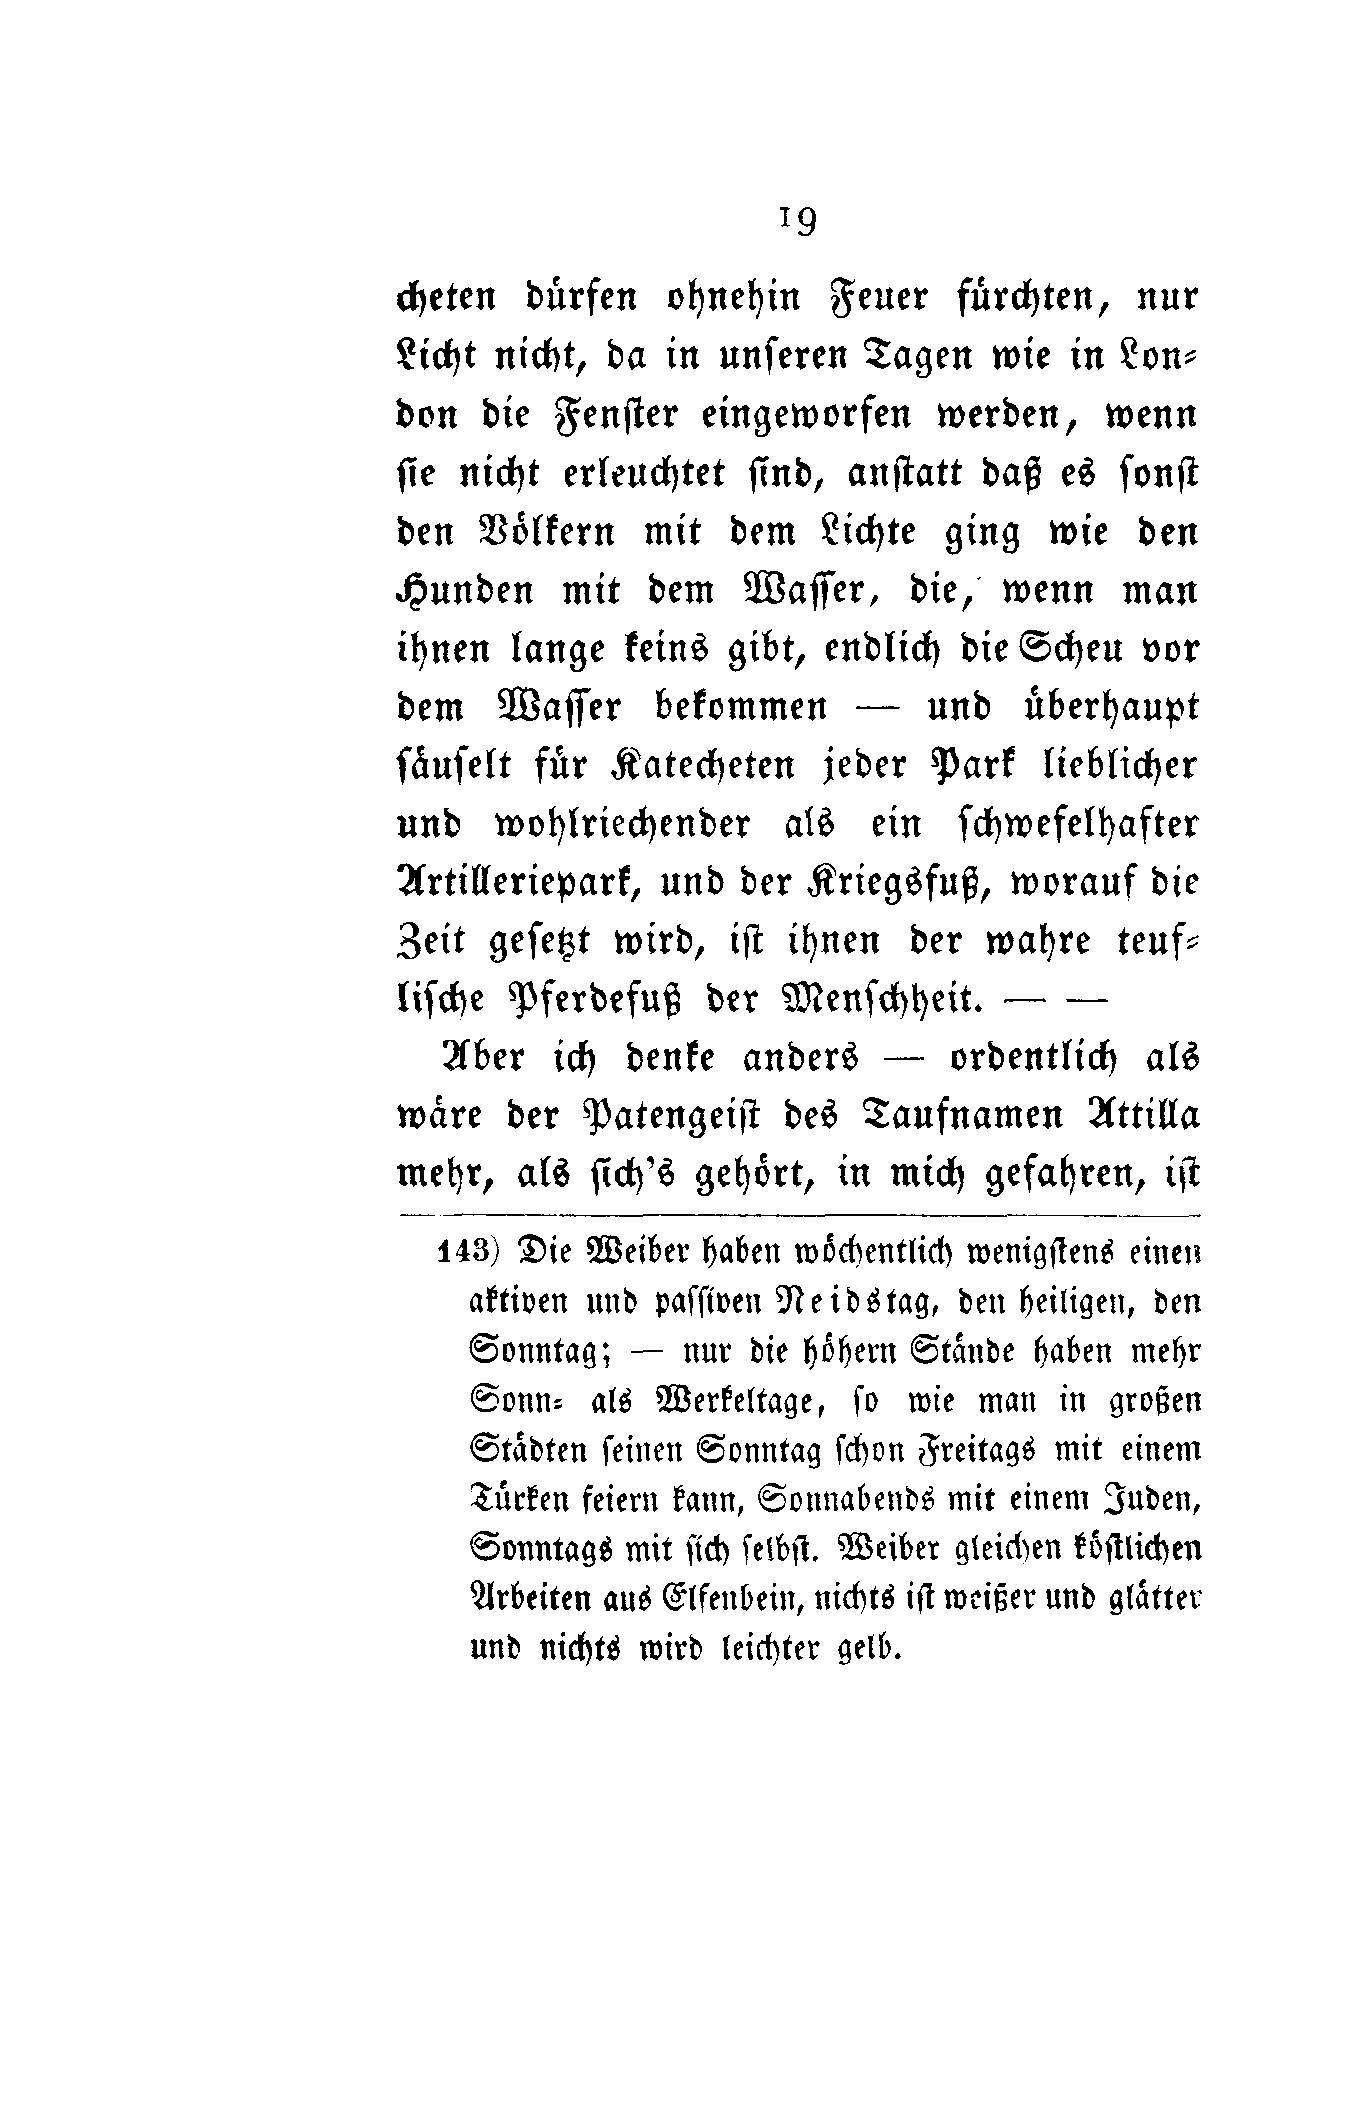 19
cheten dürfen ohnehin Feuer fürchten, nur
Licht nicht, da in unſeren Tagen wie in Lon⸗
don die Fenſter eingeworfen werden, wenn
ſie nicht erleuchtet ſind, anſtatt daß es ſonſt
den Völkern mit dem Lichte ging wie den
Hunden mit dem Waſſer, die, wenn man
ihnen lange keins gibt, endlich die Scheu vor
dem Waſſer bekommen — und überhaupt
ſäuſelt für Katecheten jeder Park lieblicher
und wohlriechender als ein ſchwefelhafter
Artilleriepark, und der Kriegsfuß, worauf die
Zeit geſetzt wird, iſt ihnen der wahre teuf⸗
liſche Pferdefuß der Menſchheit. — —
Aber ich denke anders — ordentlich als
wäre der Patengeiſt des Taufnamen Attilla
mehr, als ſich's gehört, in mich gefahren, iſt
143) Die Weiber haben wöchentlich wenigſtens einen
aktiven und paſſiven Neidstag, den heiligen, den
Sonntag; — nur die höhern Stände haben mehr
Sonn⸗ als Werkeltage, ſo wie man in großen
Städten ſeinen Sonntag ſchon Freitags mit einem
Türken feiern kann, Sonnabends mit einem Juden,
Sonntags mit ſich ſelbſt. Weiber gleichen köſtlichen
Arbeiten aus Elfenbein, nichts iſt weißer und glätter
und nichts wird leichter gelb.